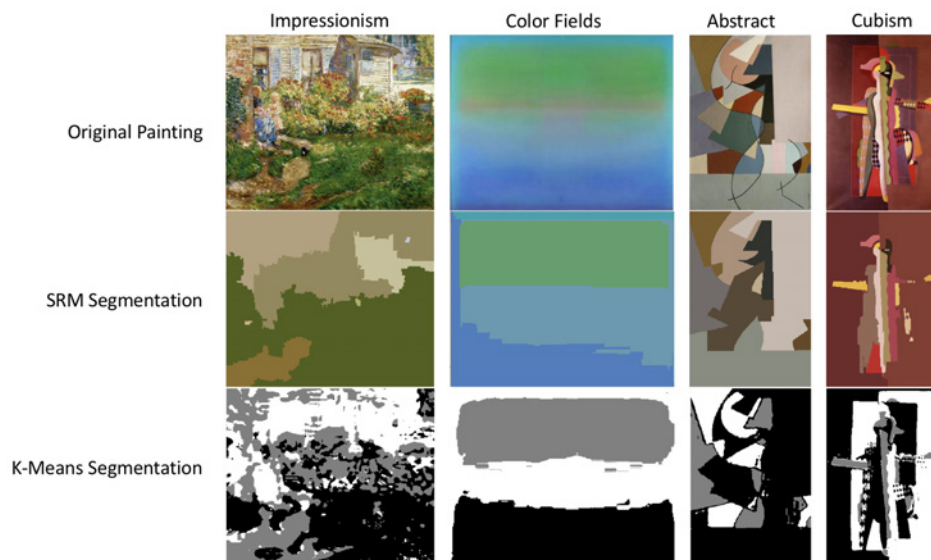 Impressionism
Color Fields
Abstract
Cubism
Original Painting
SRM Segmentation
K-Means Segmentation